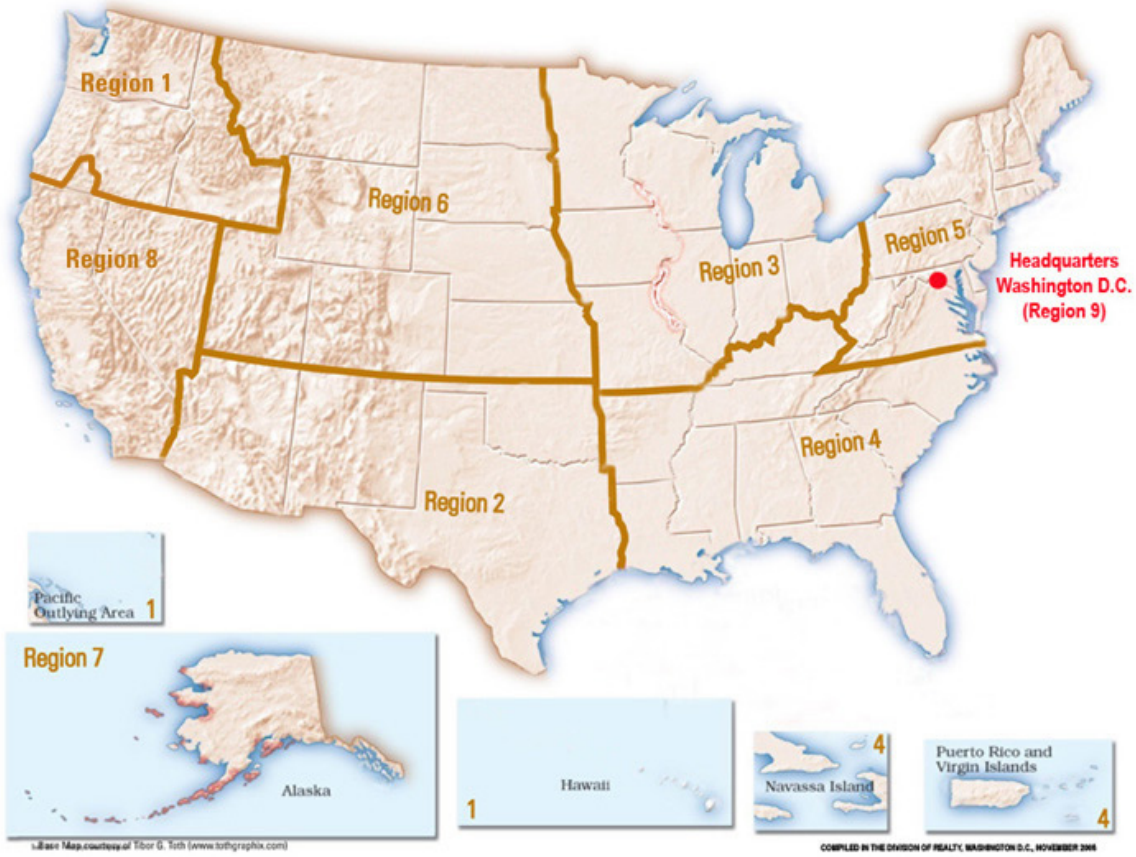 Region 1
Region 6
Region 8
Region 3
Region 5
Headquarters
Washington D.C.
(Region 9)
Region 4
Region 2
Pacific
Outlying Area 1
Region 7
Alaska
Hawaii
1
4
Navassa Island
Puerto Rico and
Virgin Islands
4
Base Map courtesy of Tibor G. Toth (www.tothgraphix.com)
COMPILED IN THE DIVISION OF REALTY, WASHINGTON D.C., NOVEMBER